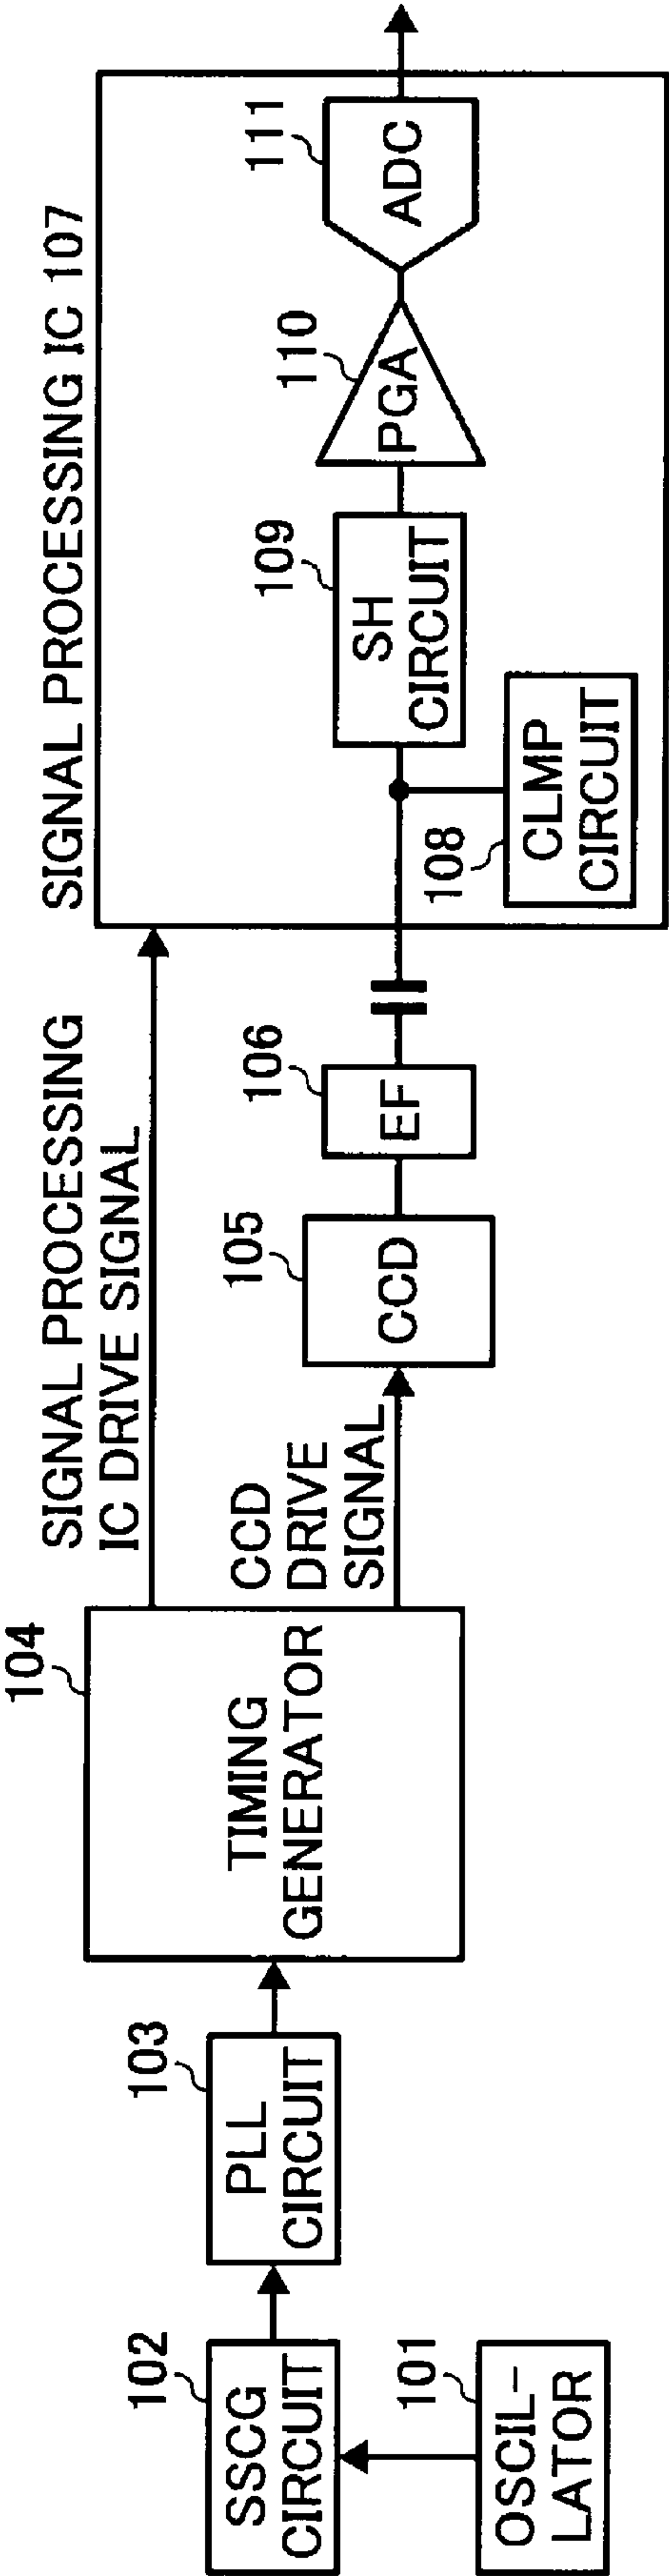 SIGNAL PROCESSING IC 107
SIGNAL PROCESSING
IC DRIVE SIGNAL
104
TIMING
GENERATOR
CCD
DRIVE
SIGNAL
102
SSCG
CIRCUIT
103
PLL
CIRCUIT
101
OSCIL-
LATOR
105
CCD
106
EF
108
CLMP
CIRCUIT
109
SH
CIRCUIT
110
PGA
111
ADC